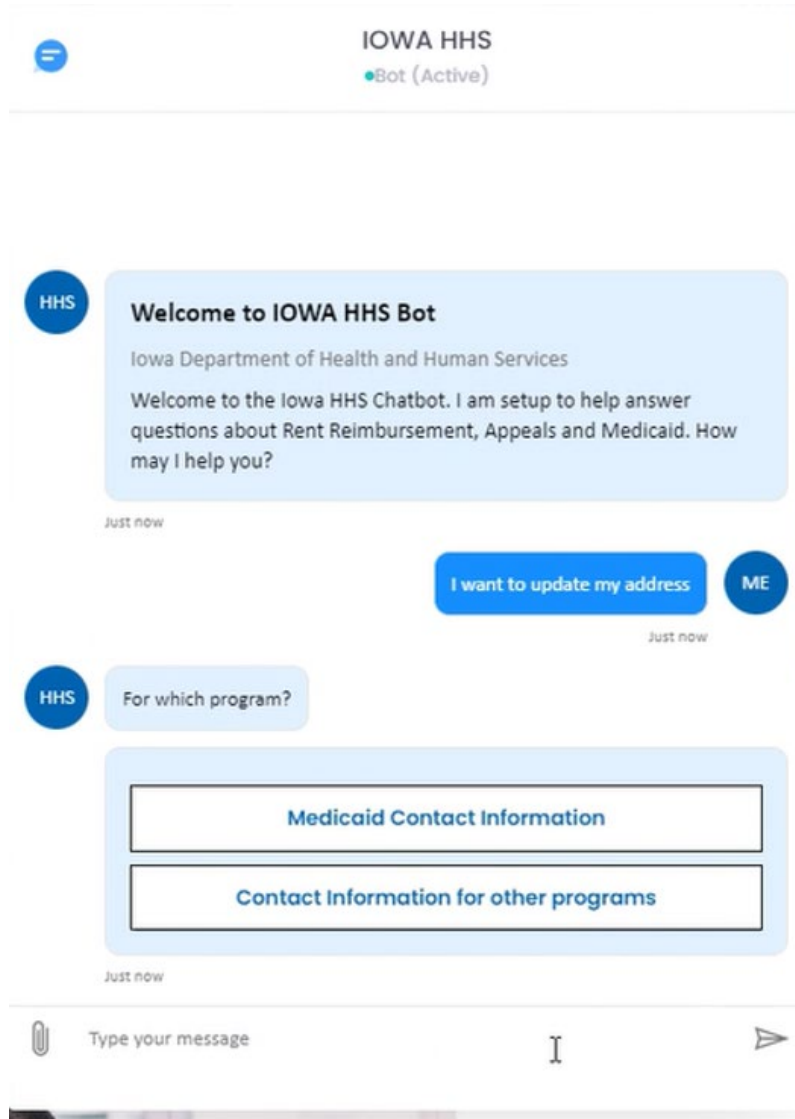 IOWA HHS
Bot (Active)
HHS
Welcome to IOWA HHS Bot
Iowa Department of Health and Human Services
Welcome to the Iowa HHS Chatbot. I am setup to help answer
questions about Rent Reimbursement, Appeals and Medicaid. How
may I help you?
Just now
I want to update my address
ME
Just now
HHS
For which program?
Medicaid Contact Information
Contact Information for other programs
Just now
Type your message